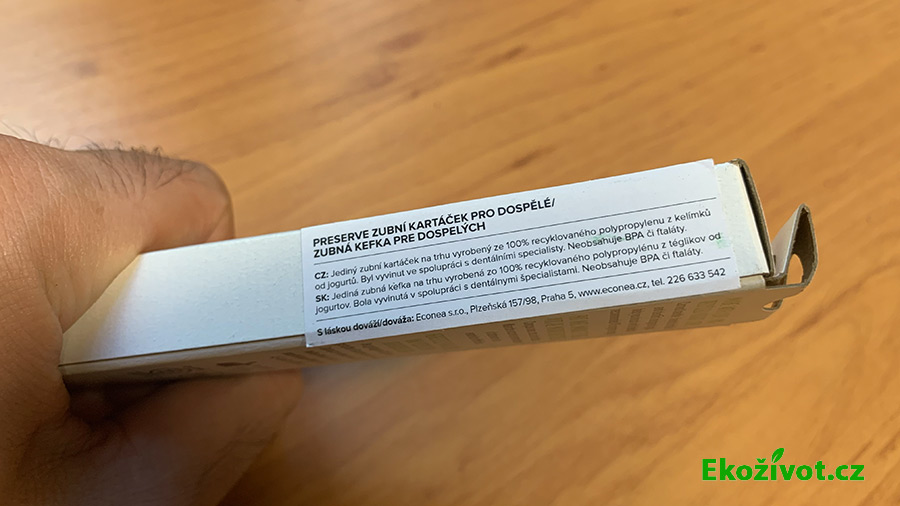 PRESERVE ZUBNÍ KARTÁČEK PRO DOSPĚLÉ/
ZUBNÁ KEFKA PRE DOSPELÝCH
CZ: Jediný zubní kartáček na trhu vyrobený ze 100% recyklovaného polypropylenu z kelímků
od jogurtů. Byl vyvinut ve spolupráci s dentálními specialisty. Neobsahuje BPA či ftaláty.
SK: Jediná zubná kefka na trhu vyrobená zo 100% recyklovaného polypropylénu z téglikov od
jogurtov. Bola vyvinutá v spolupráci s dentálnymi špecialistami. Neobsahuje BPA či ftaláty.
S láskou dováží/dováža: Econea s.r.o., Plzeňská 157/98, Praha 5, www.econea.cz, tel. 226 633 542
Ekoživot.cz